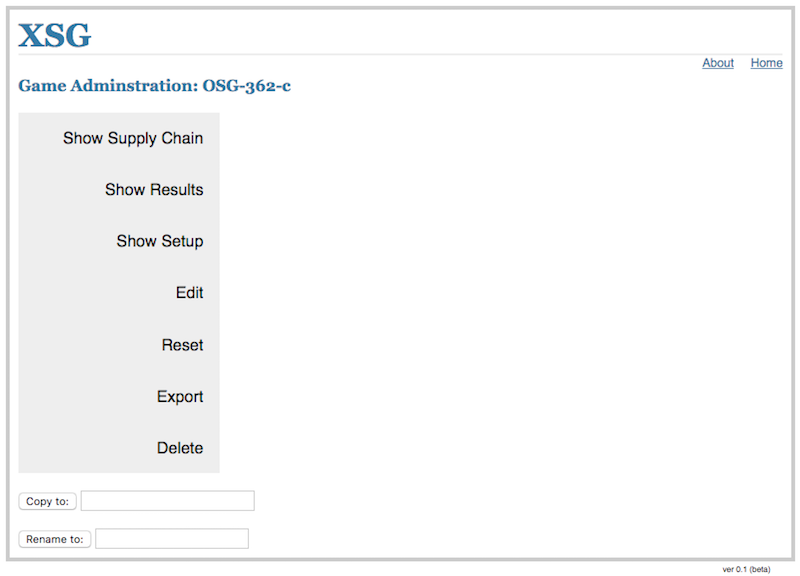 XSG
About Home
Game Adminstration: OSG-362-c
Show Supply Chain
Show Results
Show Setup
Edit
Reset
Export
Delete
Copy to:
Rename to:
ver 0.1 (beta)